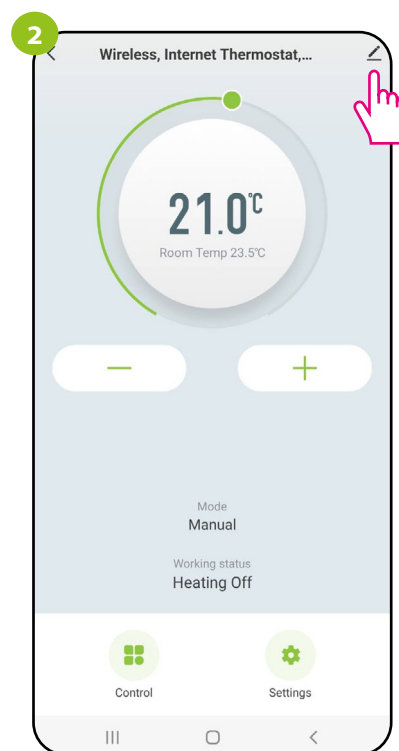 2
Wireless, Internet Thermostat,...
21.0°C
Room Temp 23.5°C
Mode
Manual
Working status
Heating Off
Control
Settings